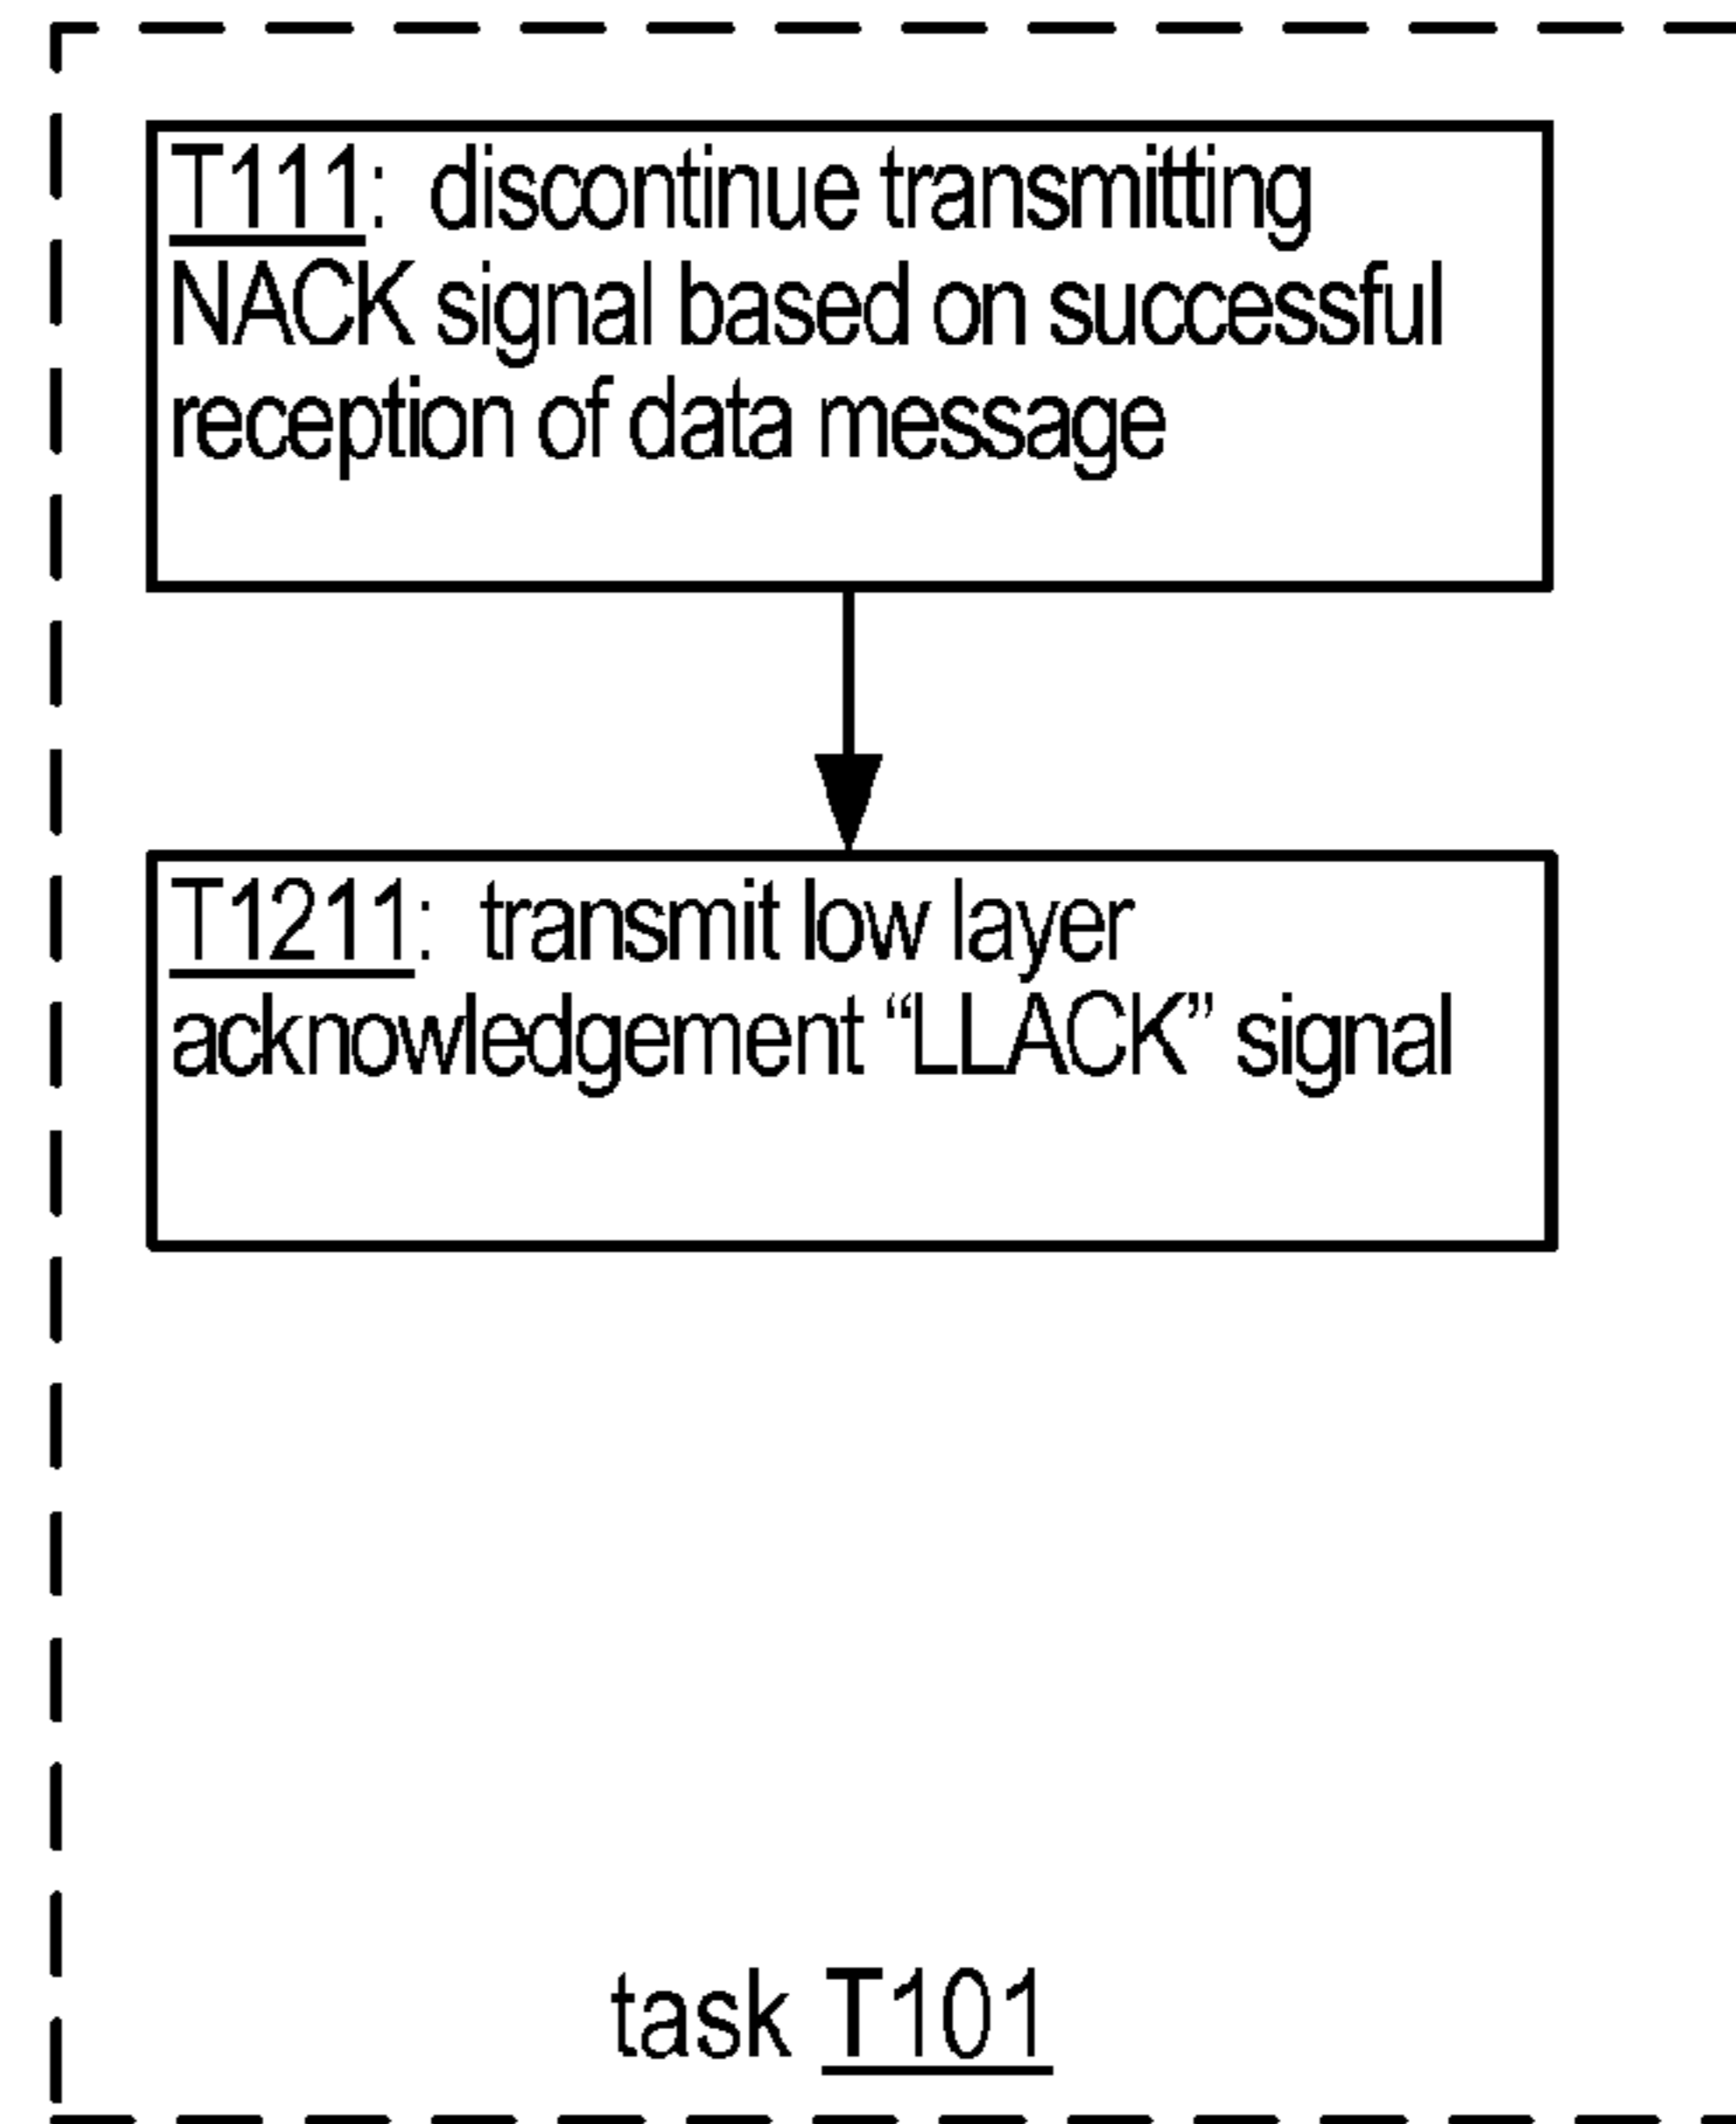 T111: discontinue transmitting
NACK signal based on successful
reception of data message
T1211: transmit low layer
acknowledgement “LLACK” signal
task T101